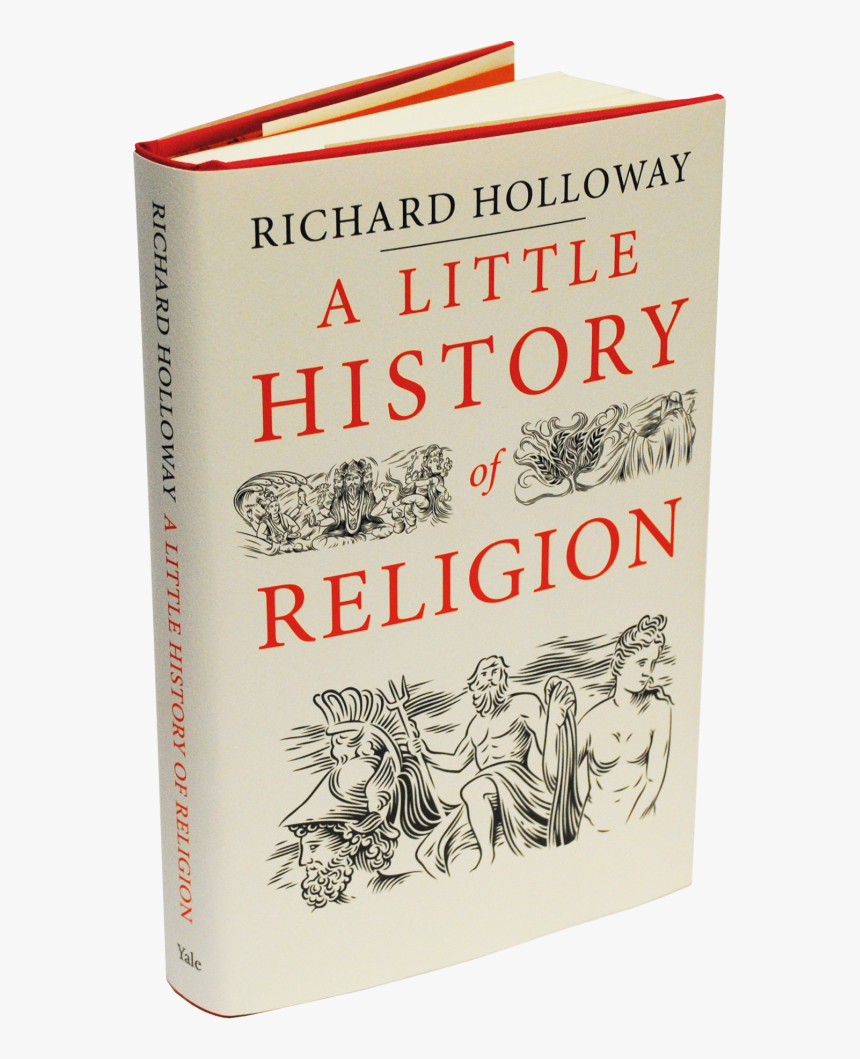 RICHARD HOLLOWAY
A LITTLE
HISTORY
of
RELIGION
RICHARD HOLLOWAY A LITTLE HISTORY OF RELIGION
Yale